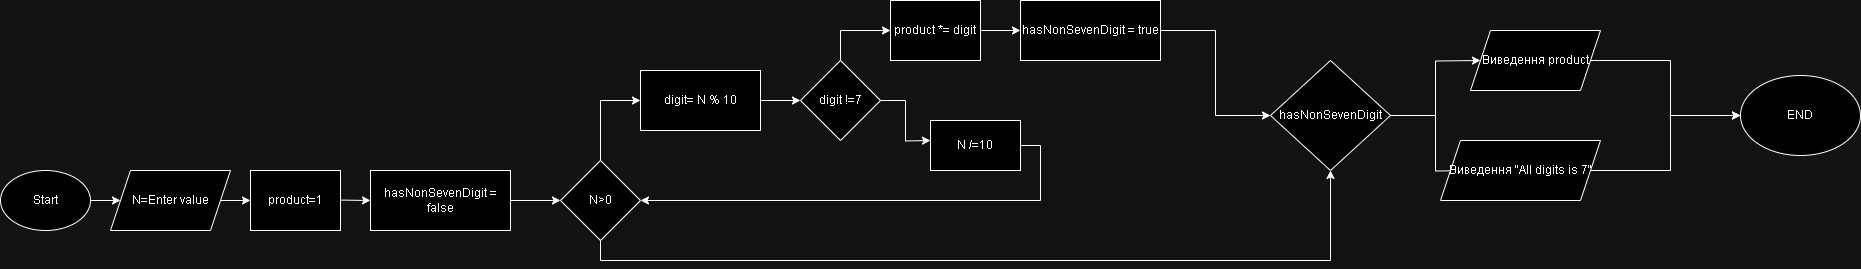 Start
N=Enter value
product=1
hasNonSevenDigit =
false
N>0
digit= N % 10
digit !=7
product *= digit
hasNonSevenDigit = true
N /=10
hasNonSevenDigit
Виведення product
Виведення "All digits is 7"
END